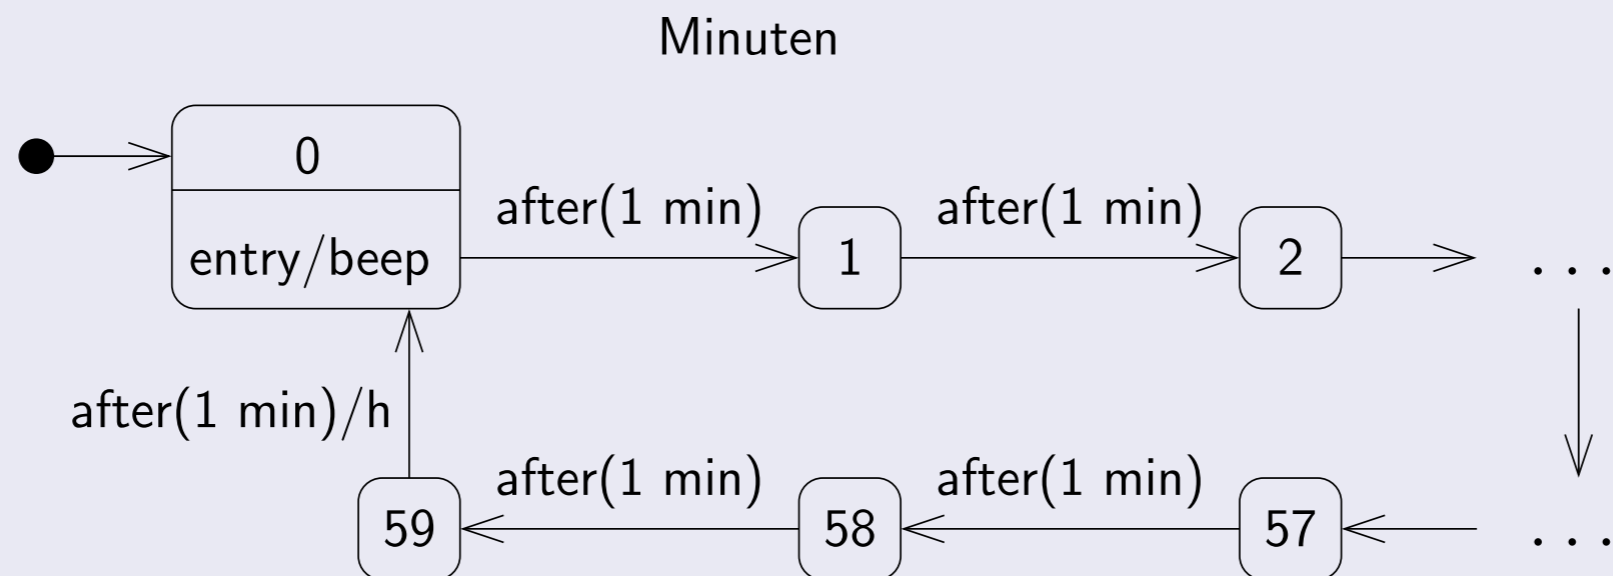 Minuten
0
entry/beep
after(1 min)
1
after(1 min)
2
. . .
after(1 min)/h
59
after(1 min)
58
after(1 min)
57
. . .